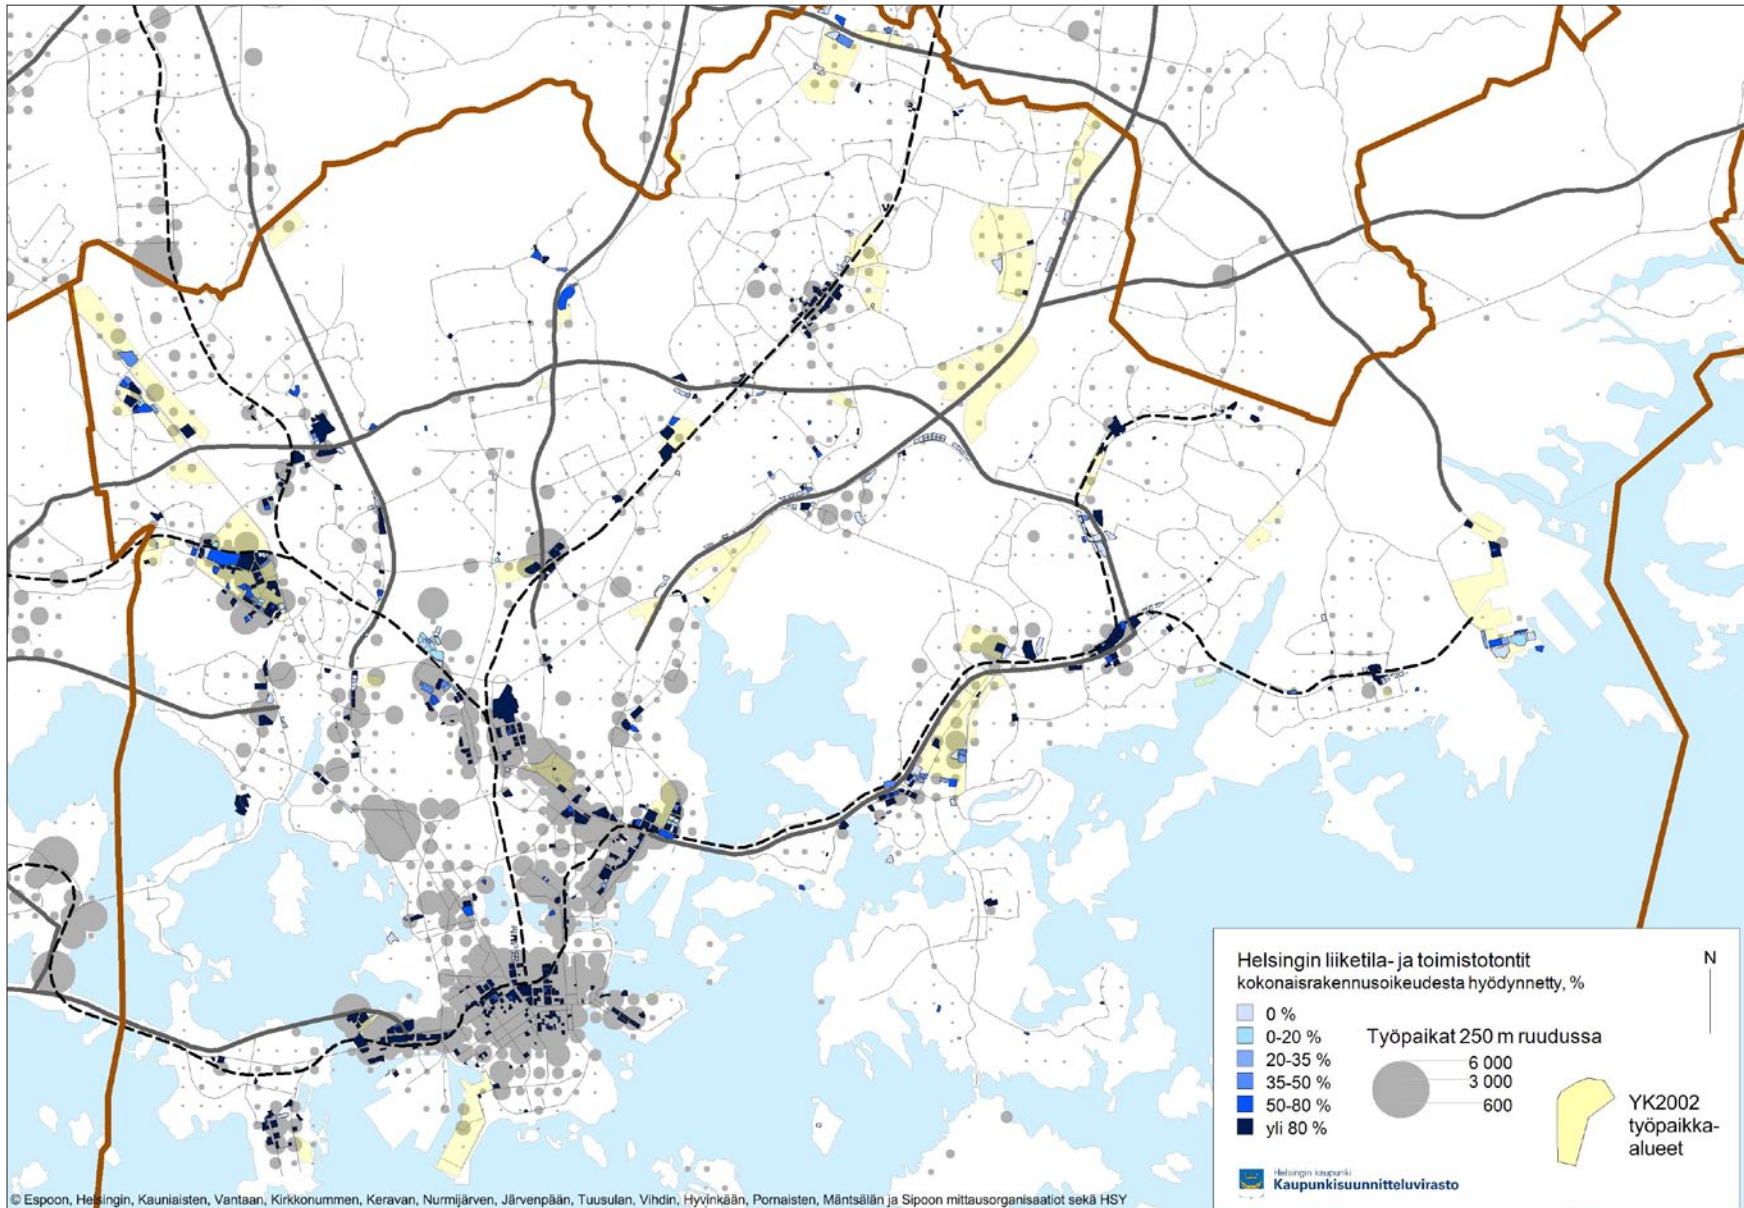 Helsingin liiketila- ja toimistotontit
kokonaisrakennusoikeudesta hyödynnetty, %
0 %
0-20 %
20-35 %
35-50 %
50-80 %
yli 80 %
Työpaikat 250 m ruudussa
6 000
3 000
600
N
YK2002
työpaikka-
alueet
Helsingin kaupunki
Kaupunkisuunnitteluvirasto
© Espoon, Helsingin, Kauniaisten, Vantaan, Kirkkonummen, Keravan, Nurmijärven, Järvenpään, Tuusulan, Vihdin, Hyvinkään, Pornaisten, Mäntsälän ja Sipoon mittausorganisaatiot sekä HSY